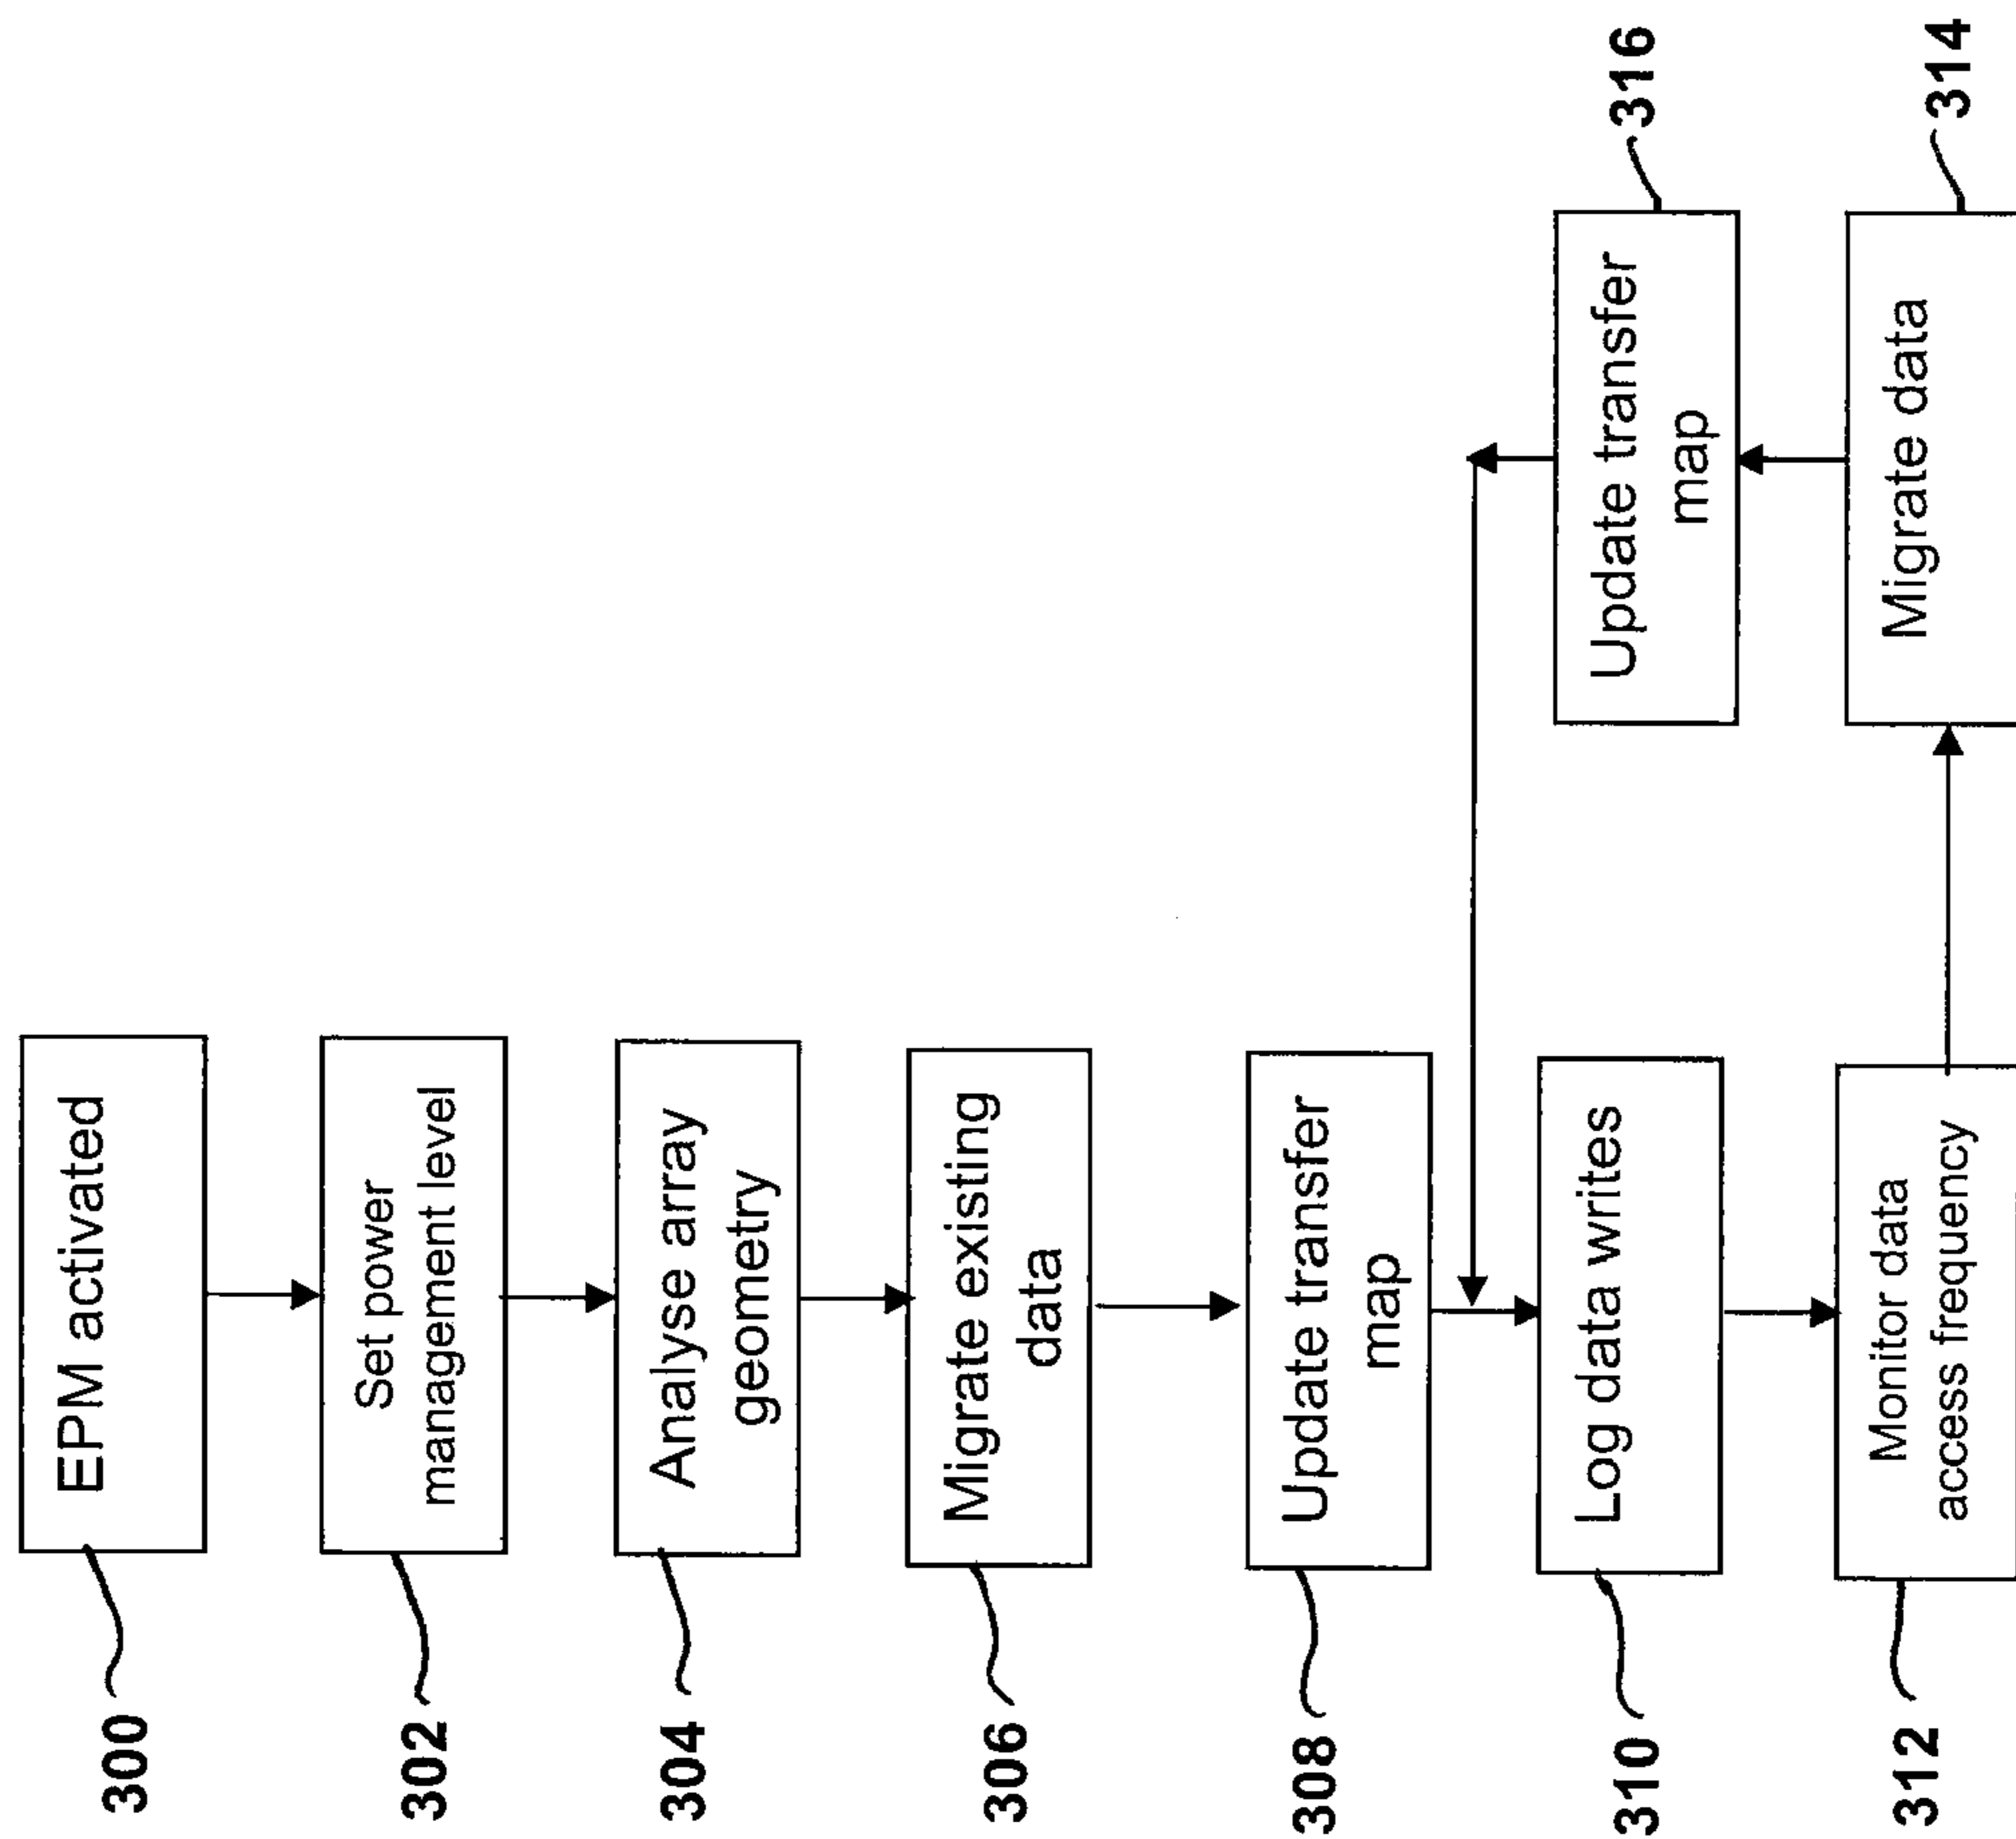 300
EPM activated
302
Set power
management level
304
Analyse array
geometry
306
Migrate existing
data
308
Update transfer
map
310
Log data writes
312
Monitor data
access frequency
314
Migrate data
316
Update transfer
map